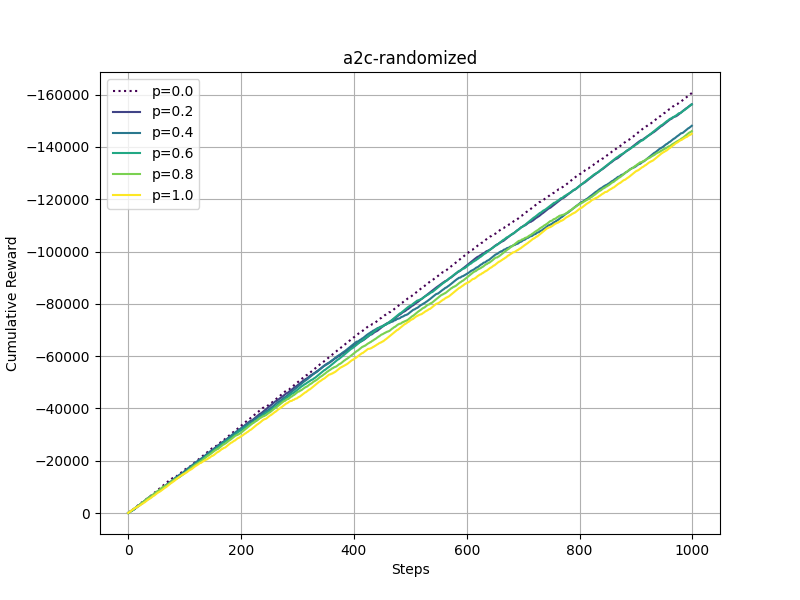 a2c-randomized
p=0.0
p=0.2
p=0.4
p=0.6
p=0.8
p=1.0
−160000
−140000
−120000
−100000
−80000
−60000
−40000
−20000
0
Cumulative Reward
0 200 400 600 800 1000
Steps